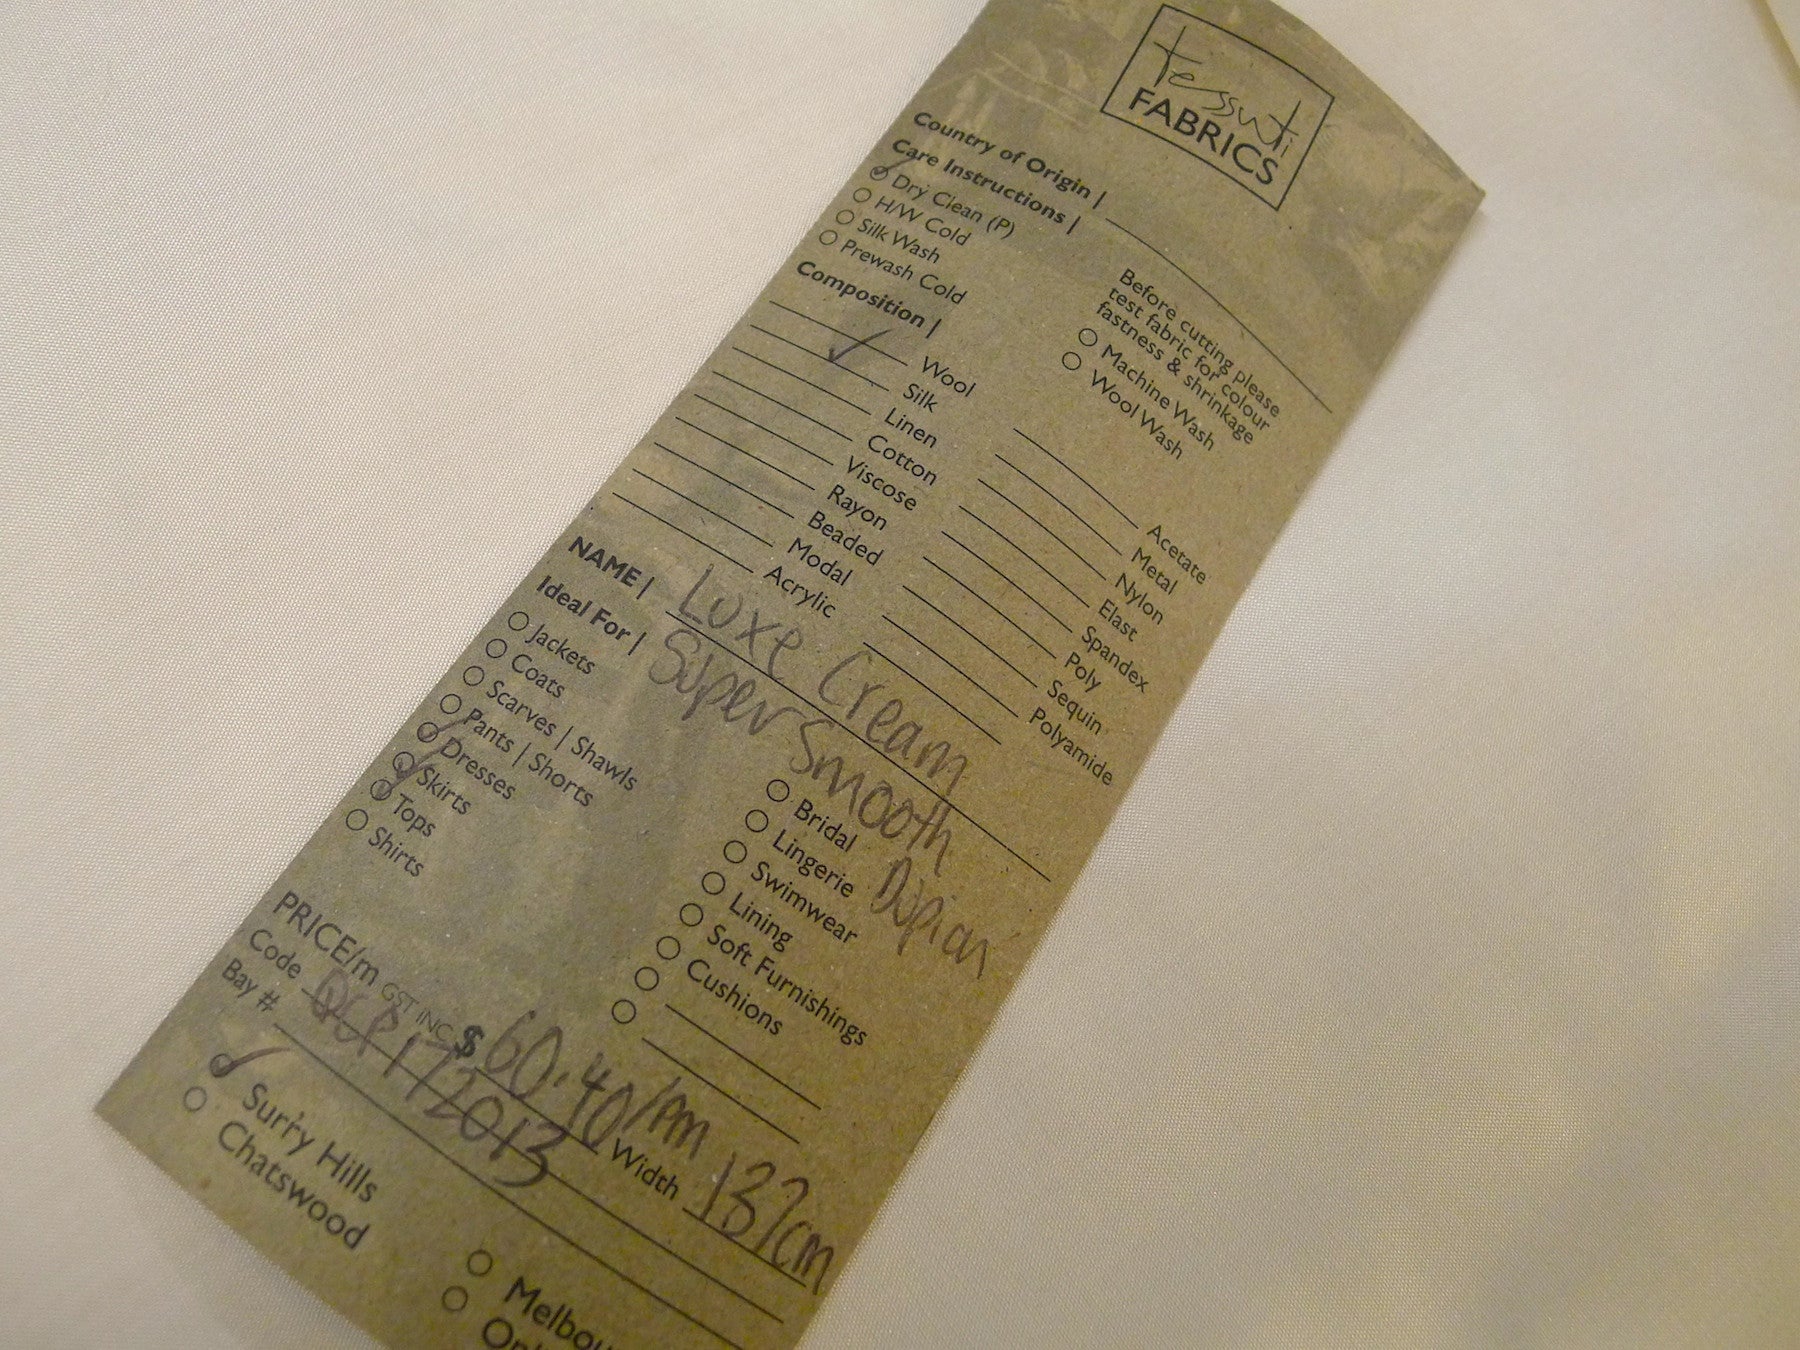 Tessuti
FABRICS
Country of Origin |
Care Instructions |
Dry Clean (P)
H/W Cold
Silk Wash
Prewash Cold
Before cutting please
test fabric for colour
fastness & shrinkage
Machine Wash
Wool Wash
Composition |
Wool
Silk
Linen
Cotton
Viscose
Rayon
Beaded
Modal
Acrylic
Acetate
Metal
Nylon
Elast
Spandex
Poly
Sequin
Polyamide
NAME | Luxe Cream
Super Smooth
Dupion
Ideal For |
Jackets
Coats
Scarves | Shawls
Pants | Shorts
Dresses
Skirts
Tops
Shirts
Bridal
Lingerie
Swimwear
Lining
Soft Furnishings
Cushions
PRICE/m GST INC. $ 60.40/pm
Width 137cm
Code 172013
Bay #
Surry Hills
Chatswood